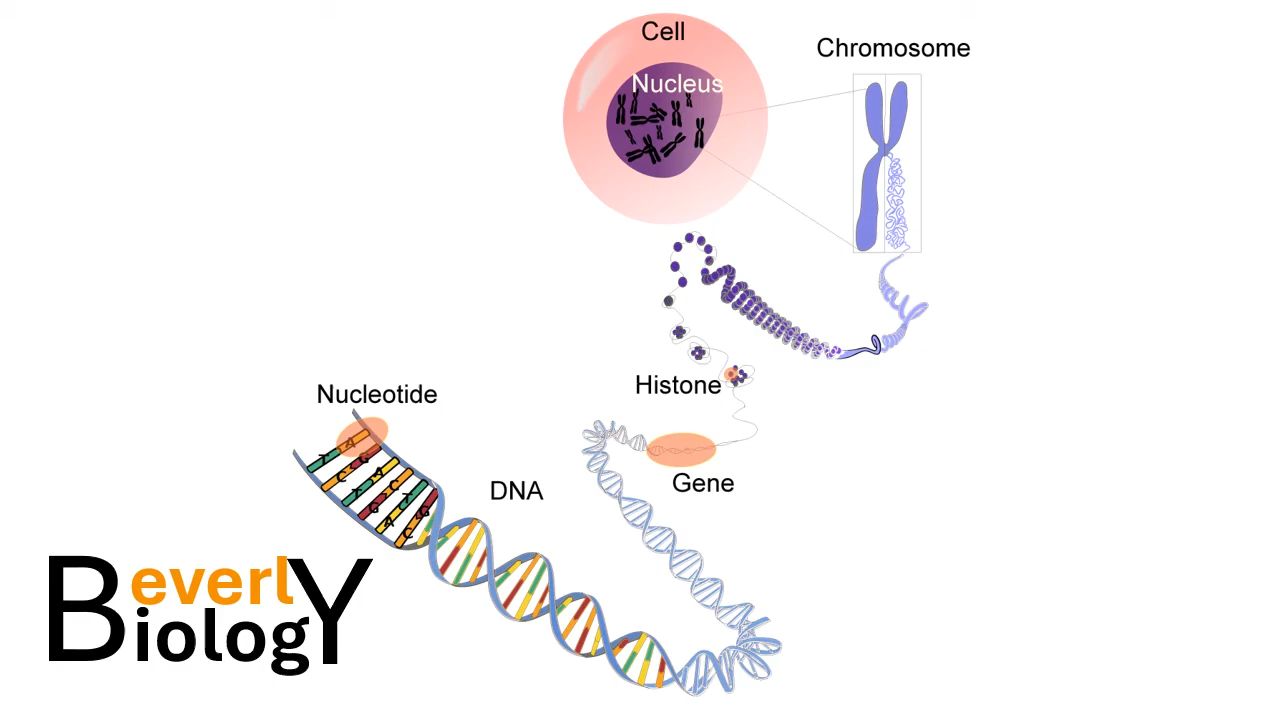 Cell
Nucleus
Chromosome
Histone
Nucleotide
Gene
DNA
T A
C G
T A
G C
A T
C G
BeverlY
Biology